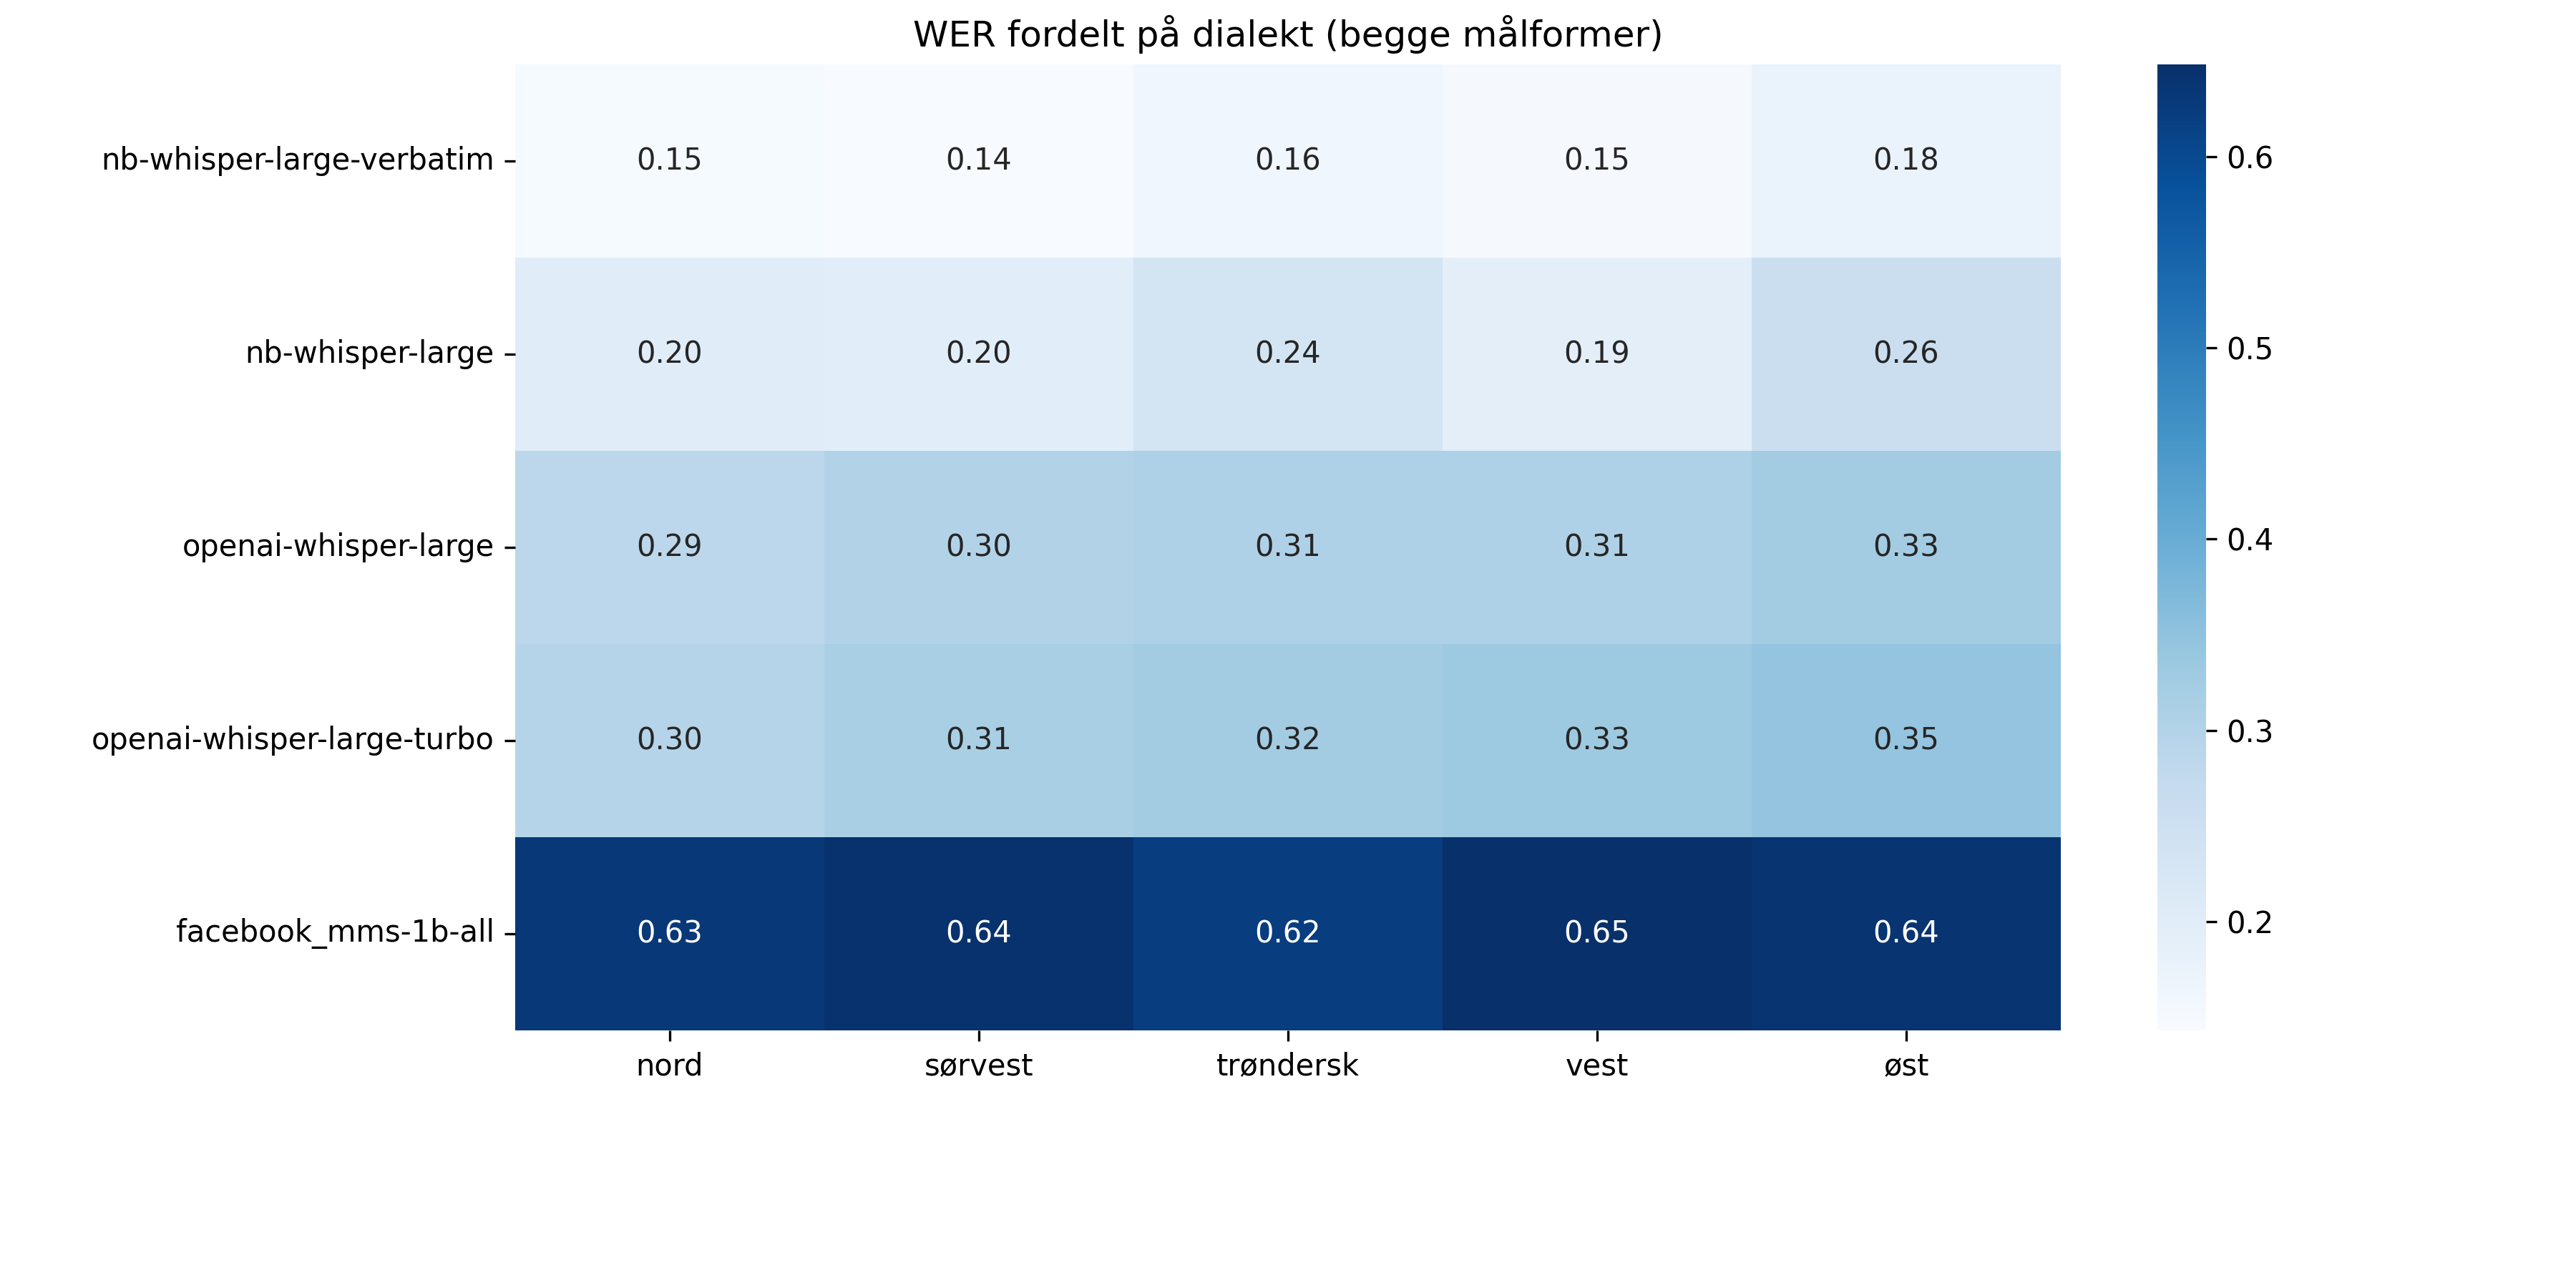 WER fordelt på dialekt (begge målformer)
nb-whisper-large-verbatim 0.15 0.14 0.16 0.15 0.18
nb-whisper-large 0.20 0.20 0.24 0.19 0.26
openai-whisper-large 0.29 0.30 0.31 0.31 0.33
openai-whisper-large-turbo 0.30 0.31 0.32 0.33 0.35
facebook_mms-1b-all 0.63 0.64 0.62 0.65 0.64
nord sørvest trøndersk vest øst
0.6
0.5
0.4
0.3
0.2